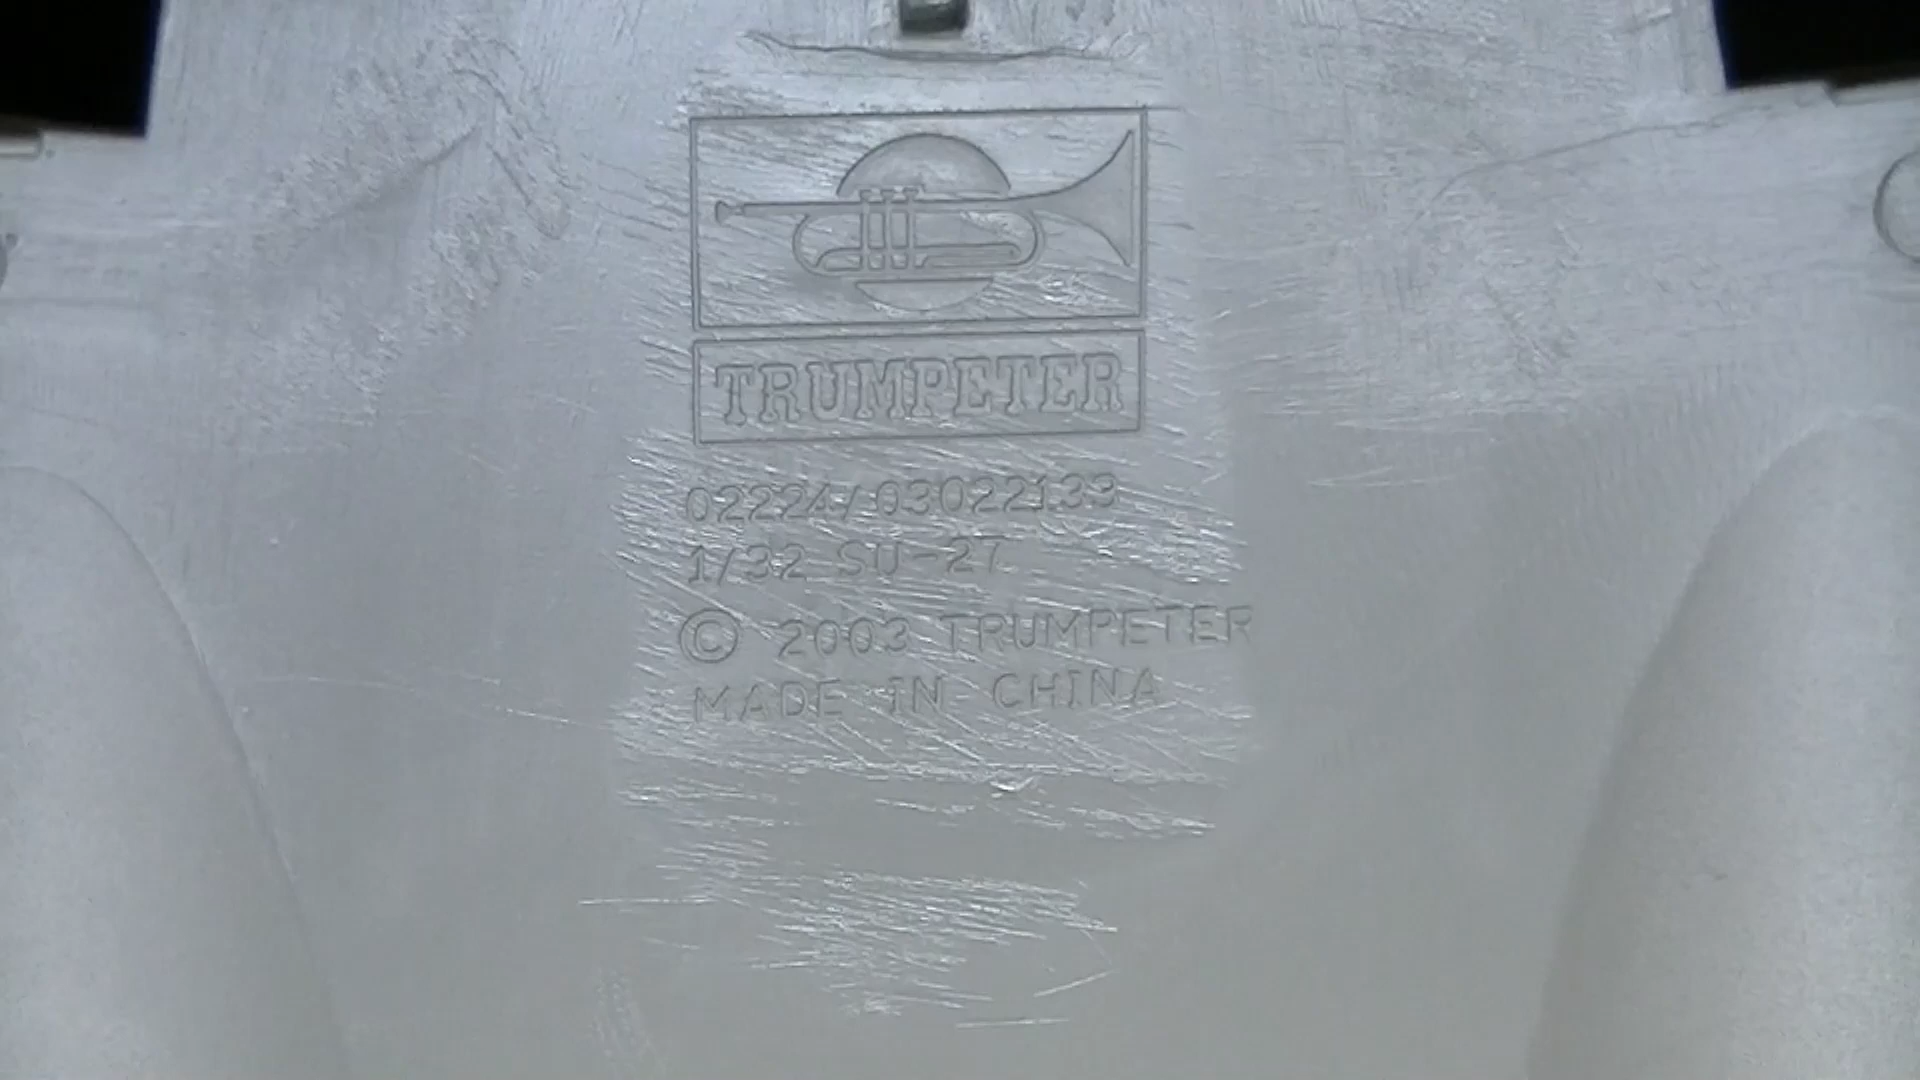 TRUMPETER
02224/03022133
1/32 SU-27
© 2003 TRUMPETER
MADE IN CHINA